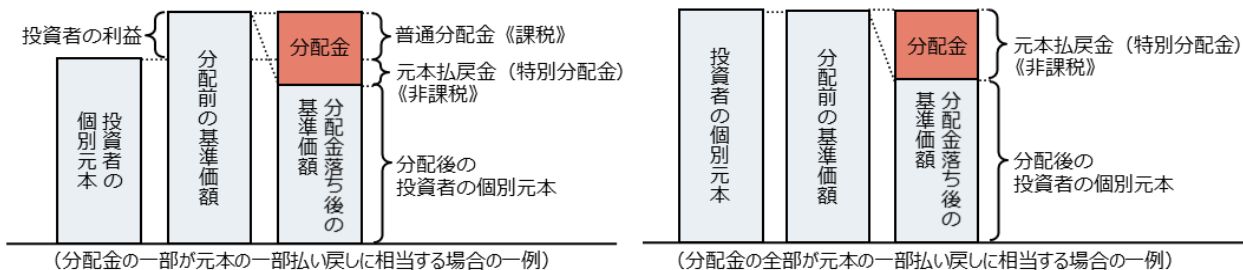 投資者の利益
投資者の
個別元本
分配前の基準価額
分配金
分配金落ち後の
基準価額
普通分配金《課税》
元本払戻金（特別分配金）
《非課税》
分配後の
投資者の個別元本
（分配金の一部が元本の一部払い戻しに相当する場合の一例）
投資者の個別元本
分配前の基準価額
分配金
分配金落ち後の
基準価額
元本払戻金（特別分配金）
《非課税》
分配後の
投資者の個別元本
（分配金の全部が元本の一部払い戻しに相当する場合の一例）